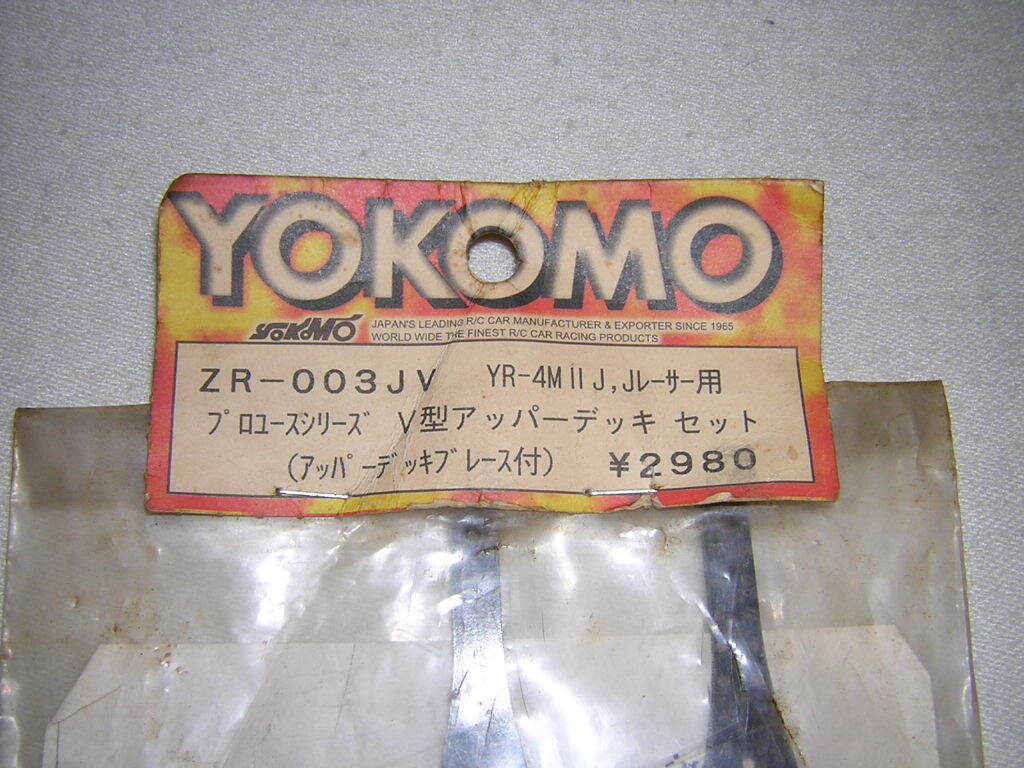 YOKOMO
YOKOMO JAPAN'S LEADING R/C CAR MANUFACTURER & EXPORTER SINCE 1965
WORLD WIDE THE FINEST R/C CAR RACING PRODUCTS
ZR-003JV YR-4MⅡJ,Jレーサー用
プロユースシリーズ V型アッパーデッキ セット
(アッパーデッキブレース付) ¥2980